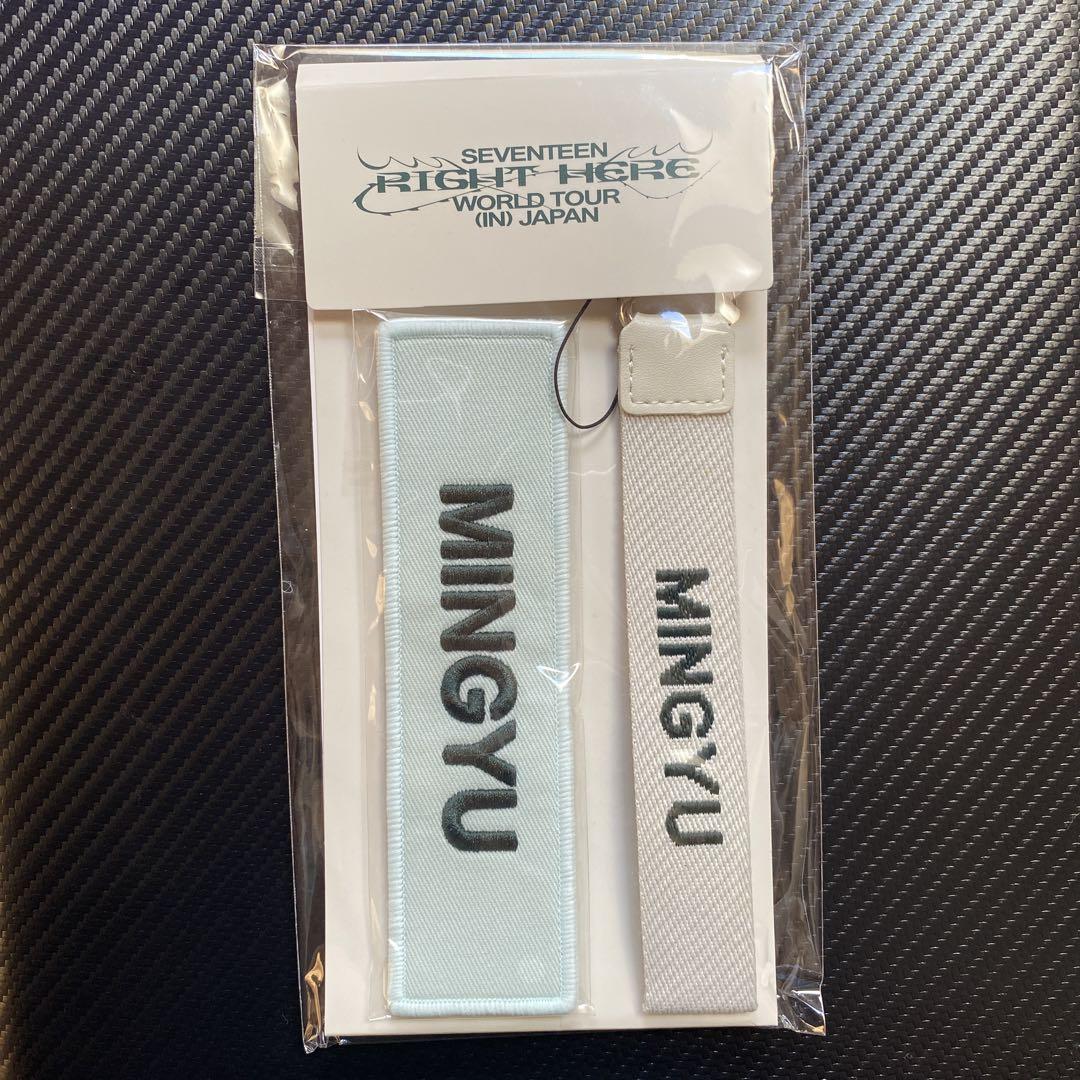 SEVENTEEN
RIGHT HERE
WORLD TOUR
(IN) JAPAN
MINGYU
MINGYU